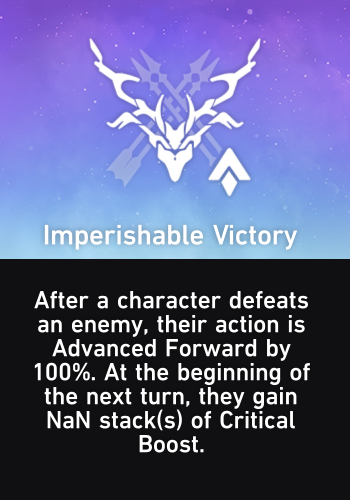 Imperishable Victory
After a character defeats
an enemy, their action is
Advanced Forward by
100%. At the beginning of
the next turn, they gain
NaN stack(s) of Critical
Boost.